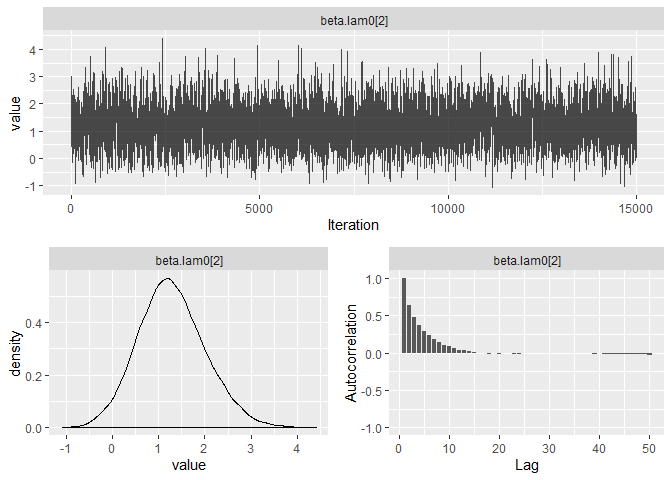 beta.lam0[2]
value
4
3
2
1
0
-1
0 5000 10000 15000
Iteration
beta.lam0[2] beta.lam0[2]
density
0.4
0.2
0.0
-1 0 1 2 3 4
value
Autocorrelation
1.0
0.5
0.0
-0.5
-1.0
0 10 20 30 40 50
Lag